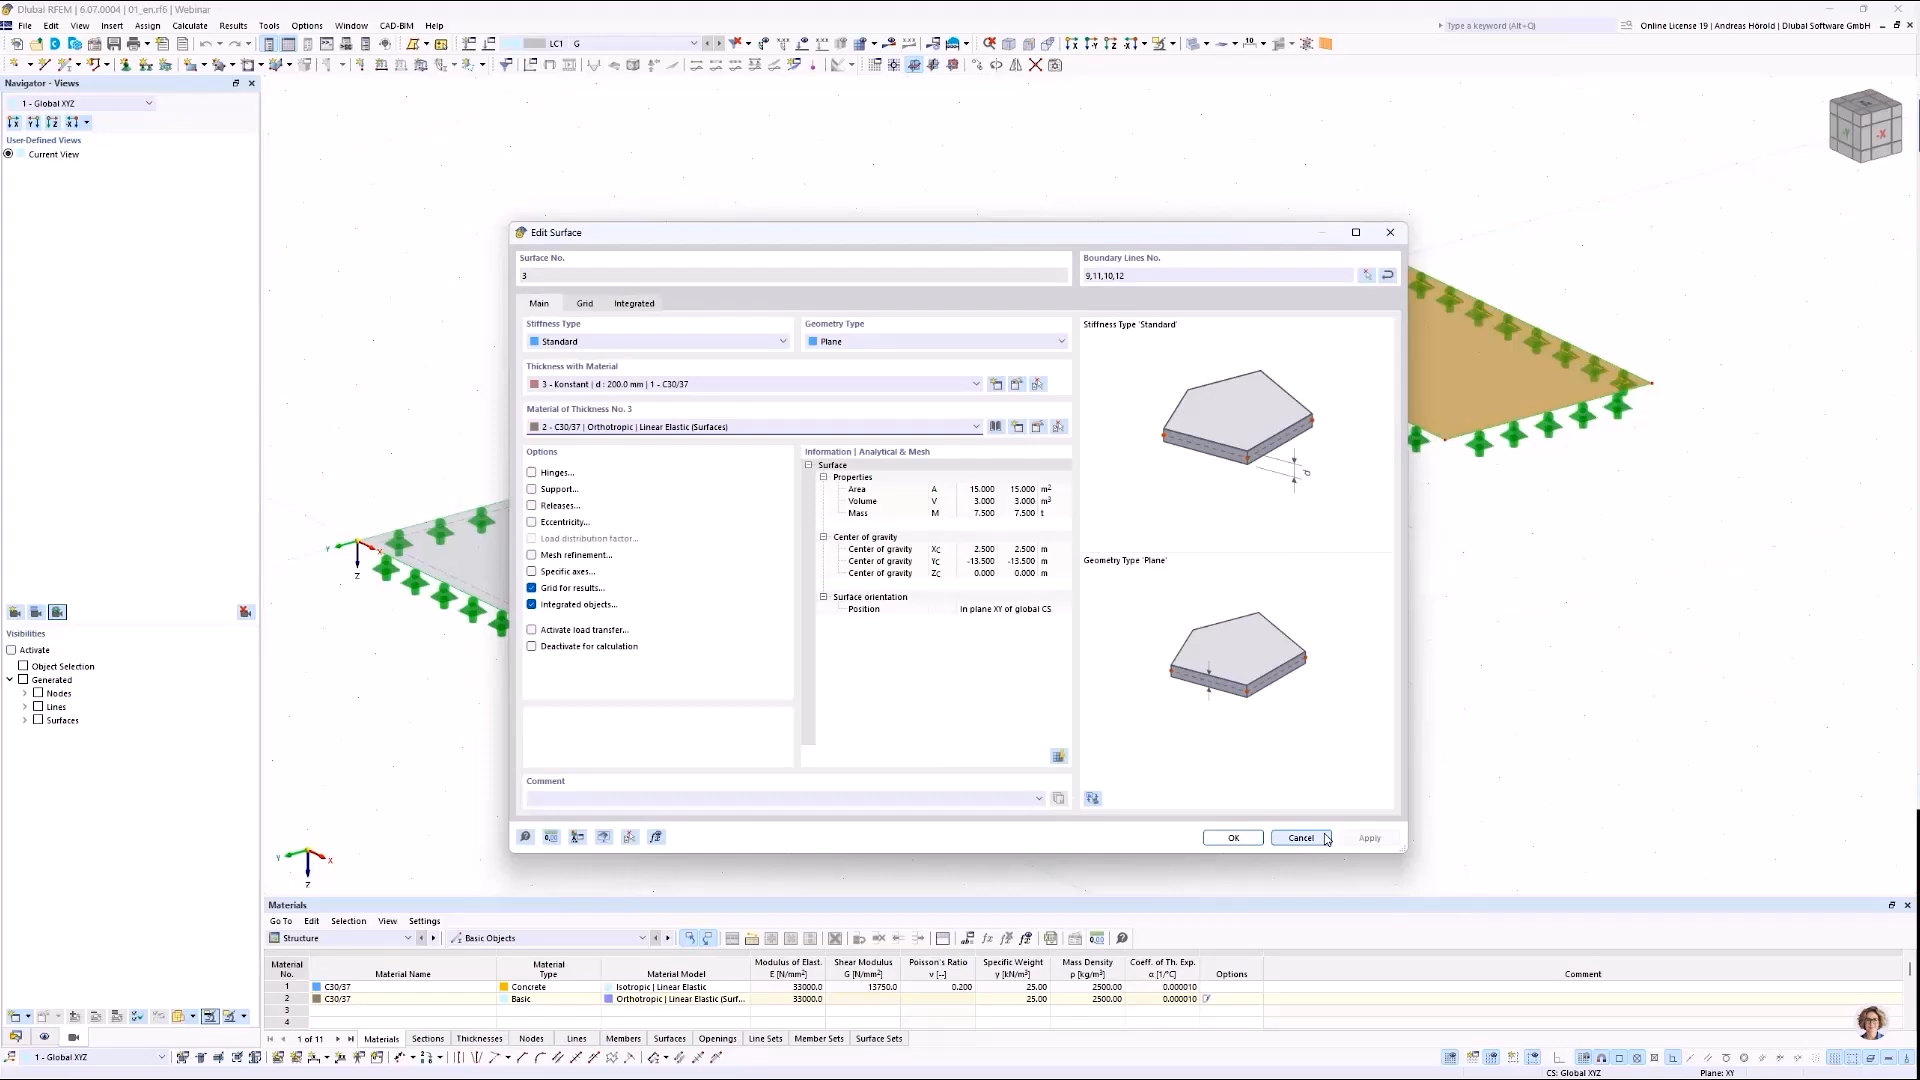 Dlubal RFEM | 6.07.0004 | 01_en.rf6 | Webinar
File Edit View Insert Assign Calculate Results Tools Options Window CAD-BIM Help
Type a keyword (Alt+Q)
Online License 19 | Andreas Hörold | Dlubal Software GmbH
LC1 G
Navigator - Views
1 - Global XYZ
User-Defined Views
Current View
Edit Surface
Surface No.
Boundary Lines No.
3
9,11,10,12
Main Grid Integrated
Stiffness Type
Geometry Type
Stiffness Type 'Standard'
Standard
Plane
Thickness with Material
3 - Konstant | d : 200.0 mm | 1 - C30/37
Material of Thickness No. 3
2 - C30/37 | Orthotropic | Linear Elastic (Surfaces)
Options
Information | Analytical & Mesh
Hinges...
Support...
Releases...
Eccentricity...
Load distribution factor...
Mesh refinement...
Specific axes...
Grid for results...
Integrated objects...
Activate load transfer...
Deactivate for calculation
Surface
Properties
Area A 15.000 15.000 m2
Volume V 3.000 3.000 m3
Mass M 7.500 7.500 t
Center of gravity
Center of gravity XC 2.500 2.500 m
Center of gravity YC -13.500 -13.500 m
Center of gravity ZC 0.000 0.000 m
Surface orientation
Position In plane XY of global CS
d
Geometry Type 'Plane'
Comment
OK Cancel Apply
Y X
Z
Visibilities
Activate
Object Selection
Generated
Nodes
Lines
Surfaces
Y X
Z
-X
Materials
Go To Edit Selection View Settings
Structure
Basic Objects
Material No. Material Name Material Type Material Model Modulus of Elast. E [N/mm²] Shear Modulus G [N/mm²] Poisson's Ratio ν [--] Specific Weight γ [kN/m³] Mass Density ρ [kg/m³] Coeff. of Th. Exp. α [1/°C] Options Comment
1 C30/37 Concrete Isotropic | Linear Elastic 33000.0 13750.0 0.200 25.00 2500.00 0.000010
2 C30/37 Basic Orthotropic | Linear Elastic (Surf... 33000.0 25.00 2500.00 0.000010
3
4
1 of 11 Materials Sections Thicknesses Nodes Lines Members Surfaces Openings Line Sets Member Sets Surface Sets
1 - Global XYZ
CS: Global XYZ
Plane: XY